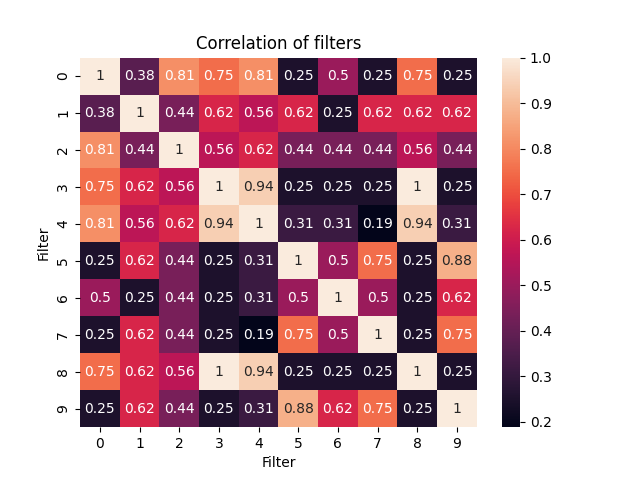 Correlation of filters
0 1 0.38 0.81 0.75 0.81 0.25 0.5 0.25 0.75 0.25
1 0.38 1 0.44 0.62 0.56 0.62 0.25 0.62 0.62 0.62
2 0.81 0.44 1 0.56 0.62 0.44 0.44 0.44 0.56 0.44
3 0.75 0.62 0.56 1 0.94 0.25 0.25 0.25 1 0.25
4 0.81 0.56 0.62 0.94 1 0.31 0.31 0.19 0.94 0.31
5 0.25 0.62 0.44 0.25 0.31 1 0.5 0.75 0.25 0.88
6 0.5 0.25 0.44 0.25 0.31 0.5 1 0.5 0.25 0.62
7 0.25 0.62 0.44 0.25 0.19 0.75 0.5 1 0.25 0.75
8 0.75 0.62 0.56 1 0.94 0.25 0.25 0.25 1 0.25
9 0.25 0.62 0.44 0.25 0.31 0.88 0.62 0.75 0.25 1
0 1 2 3 4 5 6 7 8 9
Filter
Filter
1.0
0.9
0.8
0.7
0.6
0.5
0.4
0.3
0.2